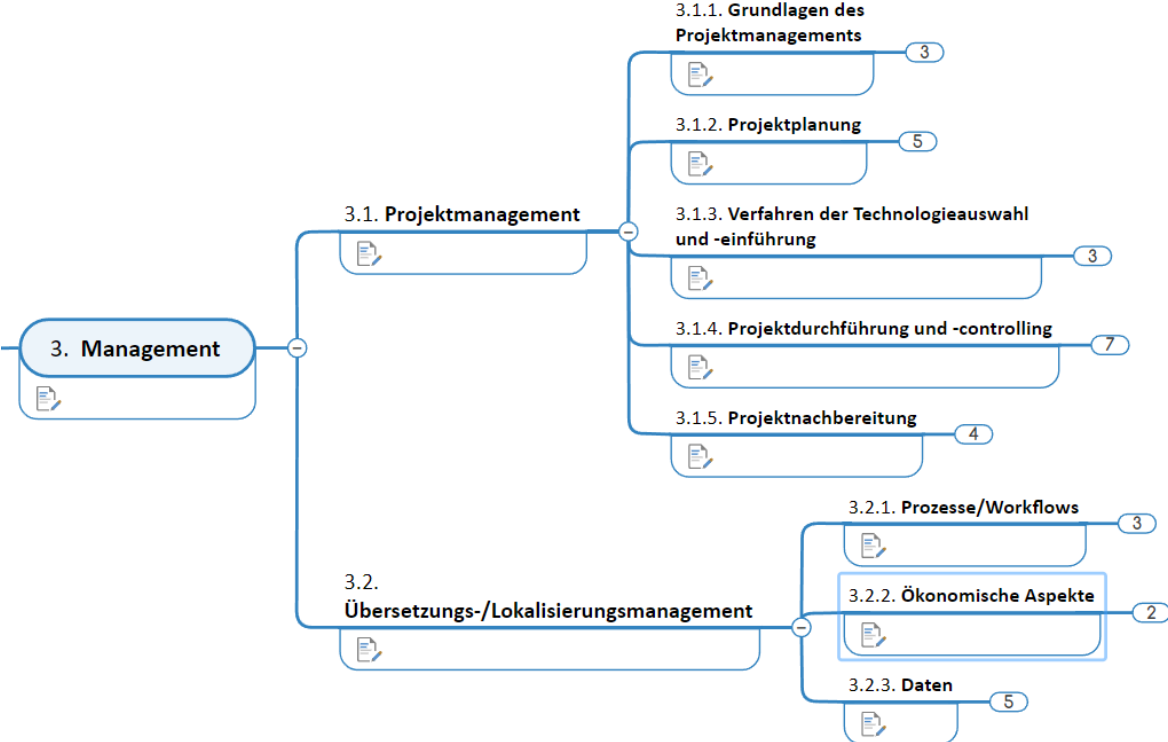 3.1.1. Grundlagen des
Projektmanagements
3
3.1.2. Projektplanung
5
3.1. Projektmanagement
3.1.3. Verfahren der Technologieauswahl
und -einführung
3
3. Management
3.1.4. Projektdurchführung und -controlling
7
3.1.5. Projektnachbereitung
4
3.2.
Übersetzungs-/Lokalisierungsmanagement
3.2.1. Prozesse/Workflows
3
3.2.2. Ökonomische Aspekte
2
3.2.3. Daten
5